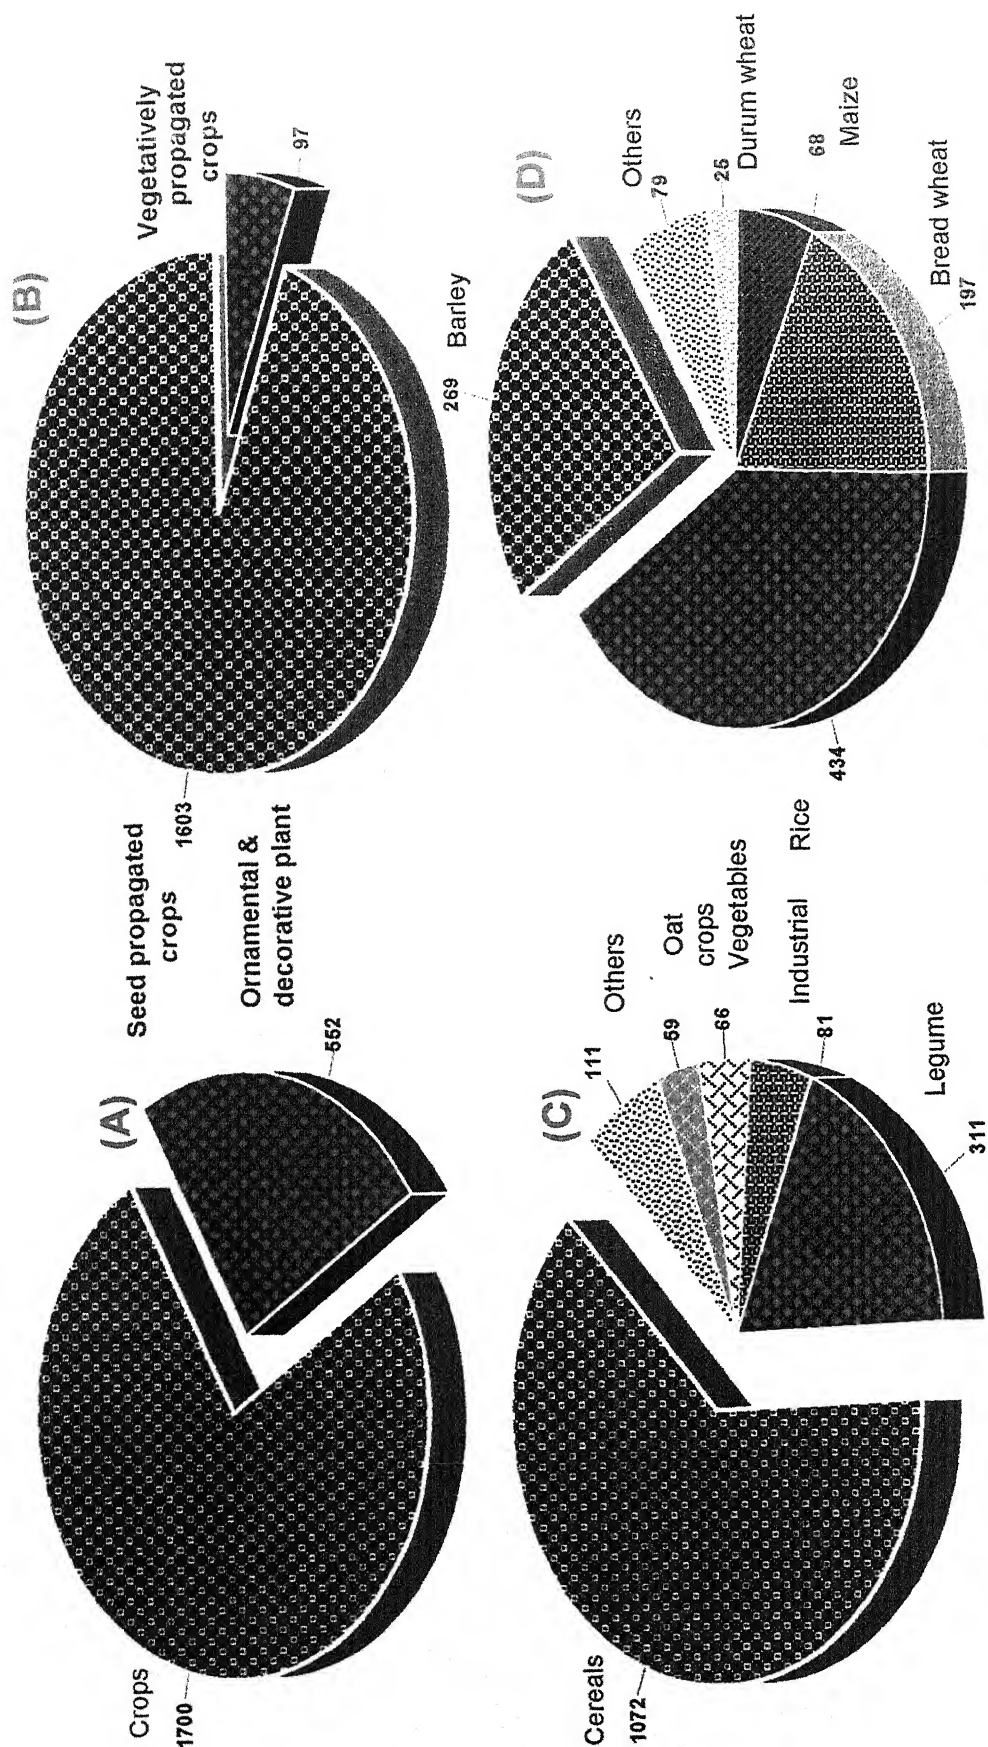 (A)
Crops
1700
Ornamental &
decorative plant
552
(B)
Seed propagated
crops
1603
Vegetatively
propagated
crops
97
(C)
Cereals
1072
Others
111
Oat
crops
59
Vegetables
66
Industrial
81
Legume
311
(D)
Barley
269
Others
79
25
Durum wheat
68
Maize
Bread wheat
197
Rice
434